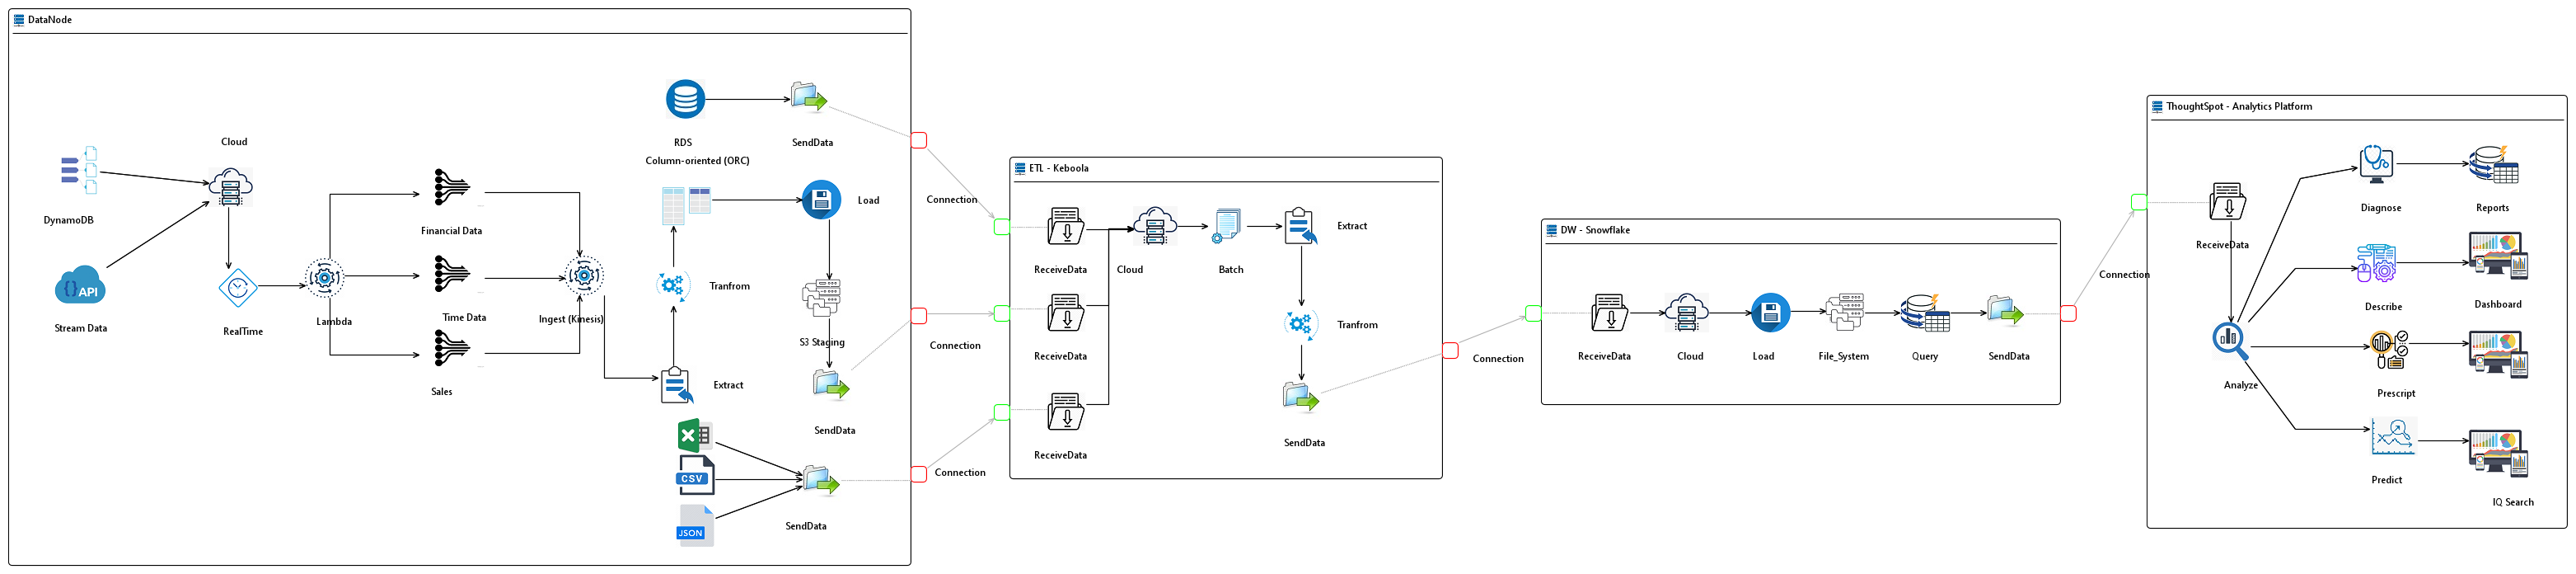 DataNode
DynamoDB
Stream Data
API
Cloud
RealTime
Lambda
Financial Data
Time Data
Sales
Ingest (Kinesis)
RDS
SendData
Column-oriented (ORC)
Load
Tranfrom
S3 Staging
Extract
SendData
CSV
JSON
SendData
Connection
Connection
Connection
ETL - Keboola
ReceiveData
Cloud
Batch
Extract
ReceiveData
Tranfrom
ReceiveData
SendData
Connection
DW - Snowflake
ReceiveData
Cloud
Load
File_System
Query
SendData
Connection
ThoughtSpot - Analytics Platform
ReceiveData
Analyze
Diagnose
Reports
Describe
Dashboard
Prescript
Predict
IQ Search